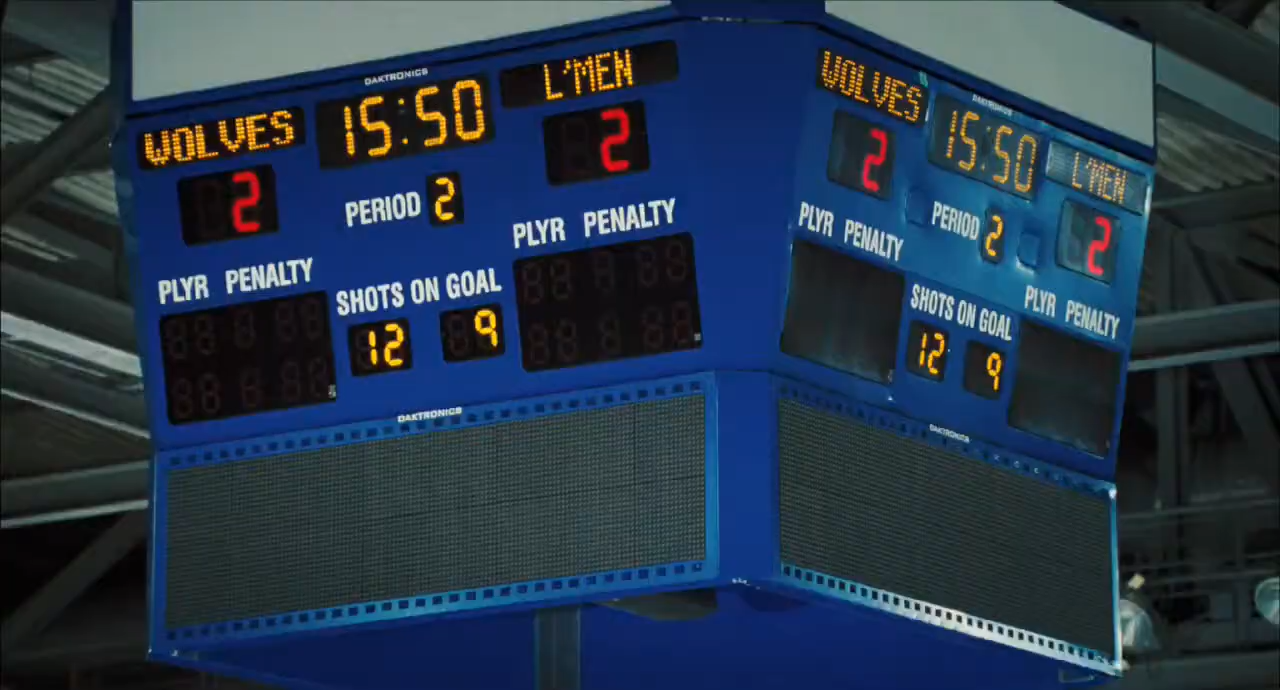 DAKTRONICS
WOLVES 15:50 L'MEN
2 PERIOD 2 2
PLYR PENALTY SHOTS ON GOAL PLYR PENALTY
12 9
DAKTRONICS
DAKTRONICS
WOLVES 15:50 L'MEN
2 PERIOD 2 2
PLYR PENALTY SHOTS ON GOAL PLYR PENALTY
12 9
DAKTRONICS